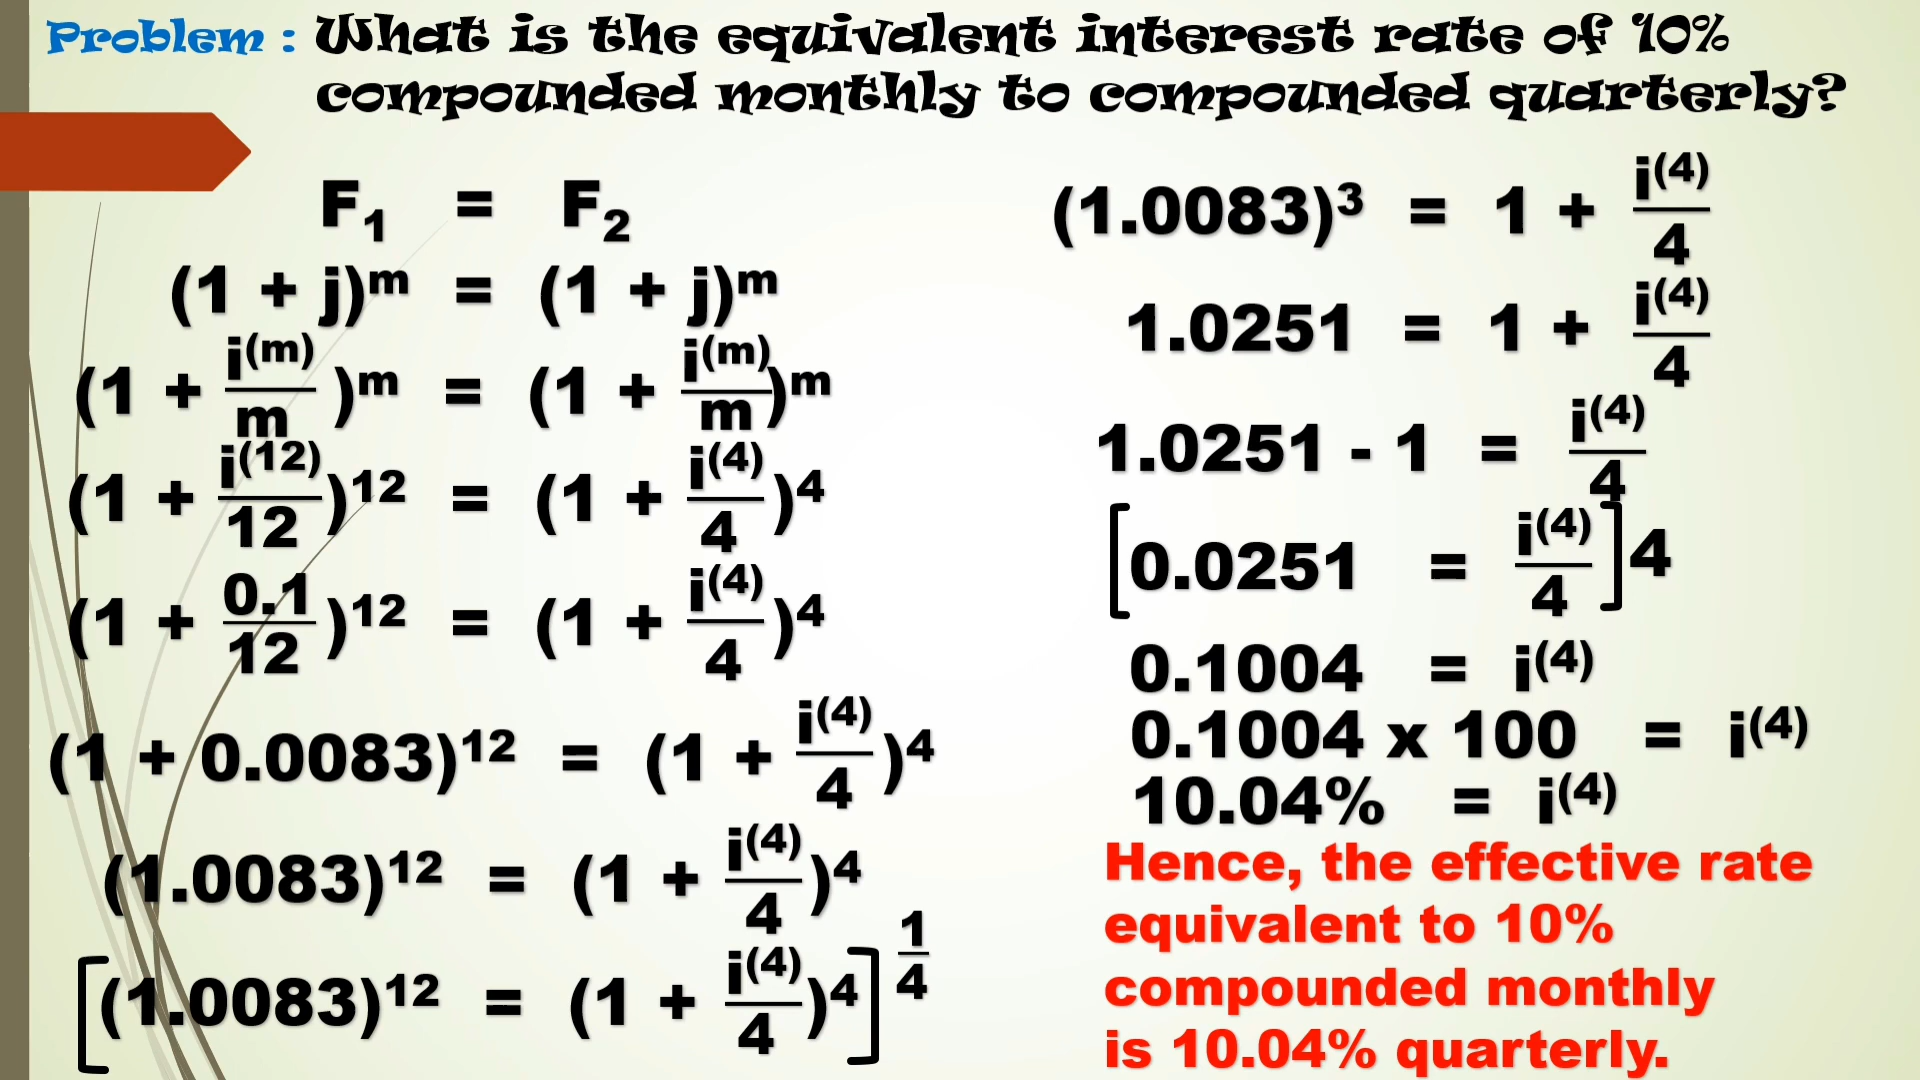 Problem : What is the equivalent interest rate of 10%
compounded monthly to compounded quarterly?
F₁ = F₂
(1 + j)ᵐ = (1 + j)ᵐ
(1 + i⁽ᵐ⁾/m )ᵐ = (1 + i⁽ᵐ⁾/m)ᵐ
(1 + i⁽¹²⁾/12)¹² = (1 + i⁽⁴⁾/4 )⁴
(1 + 0.1/12 )¹² = (1 + i⁽⁴⁾/4 )⁴
(1 + 0.0083)¹² = (1 + i⁽⁴⁾/4 )⁴
(1.0083)¹² = (1 + i⁽⁴⁾/4 )⁴
[(1.0083)¹² = (1 + i⁽⁴⁾/4 )⁴]^1/4
(1.0083)³ = 1 + i⁽⁴⁾/4
1.0251 = 1 + i⁽⁴⁾/4
1.0251 - 1 = i⁽⁴⁾/4
[0.0251 = i⁽⁴⁾/4 ]4
0.1004 = i⁽⁴⁾
0.1004 x 100 = i⁽⁴⁾
10.04% = i⁽⁴⁾
Hence, the effective rate
equivalent to 10%
compounded monthly
is 10.04% quarterly.